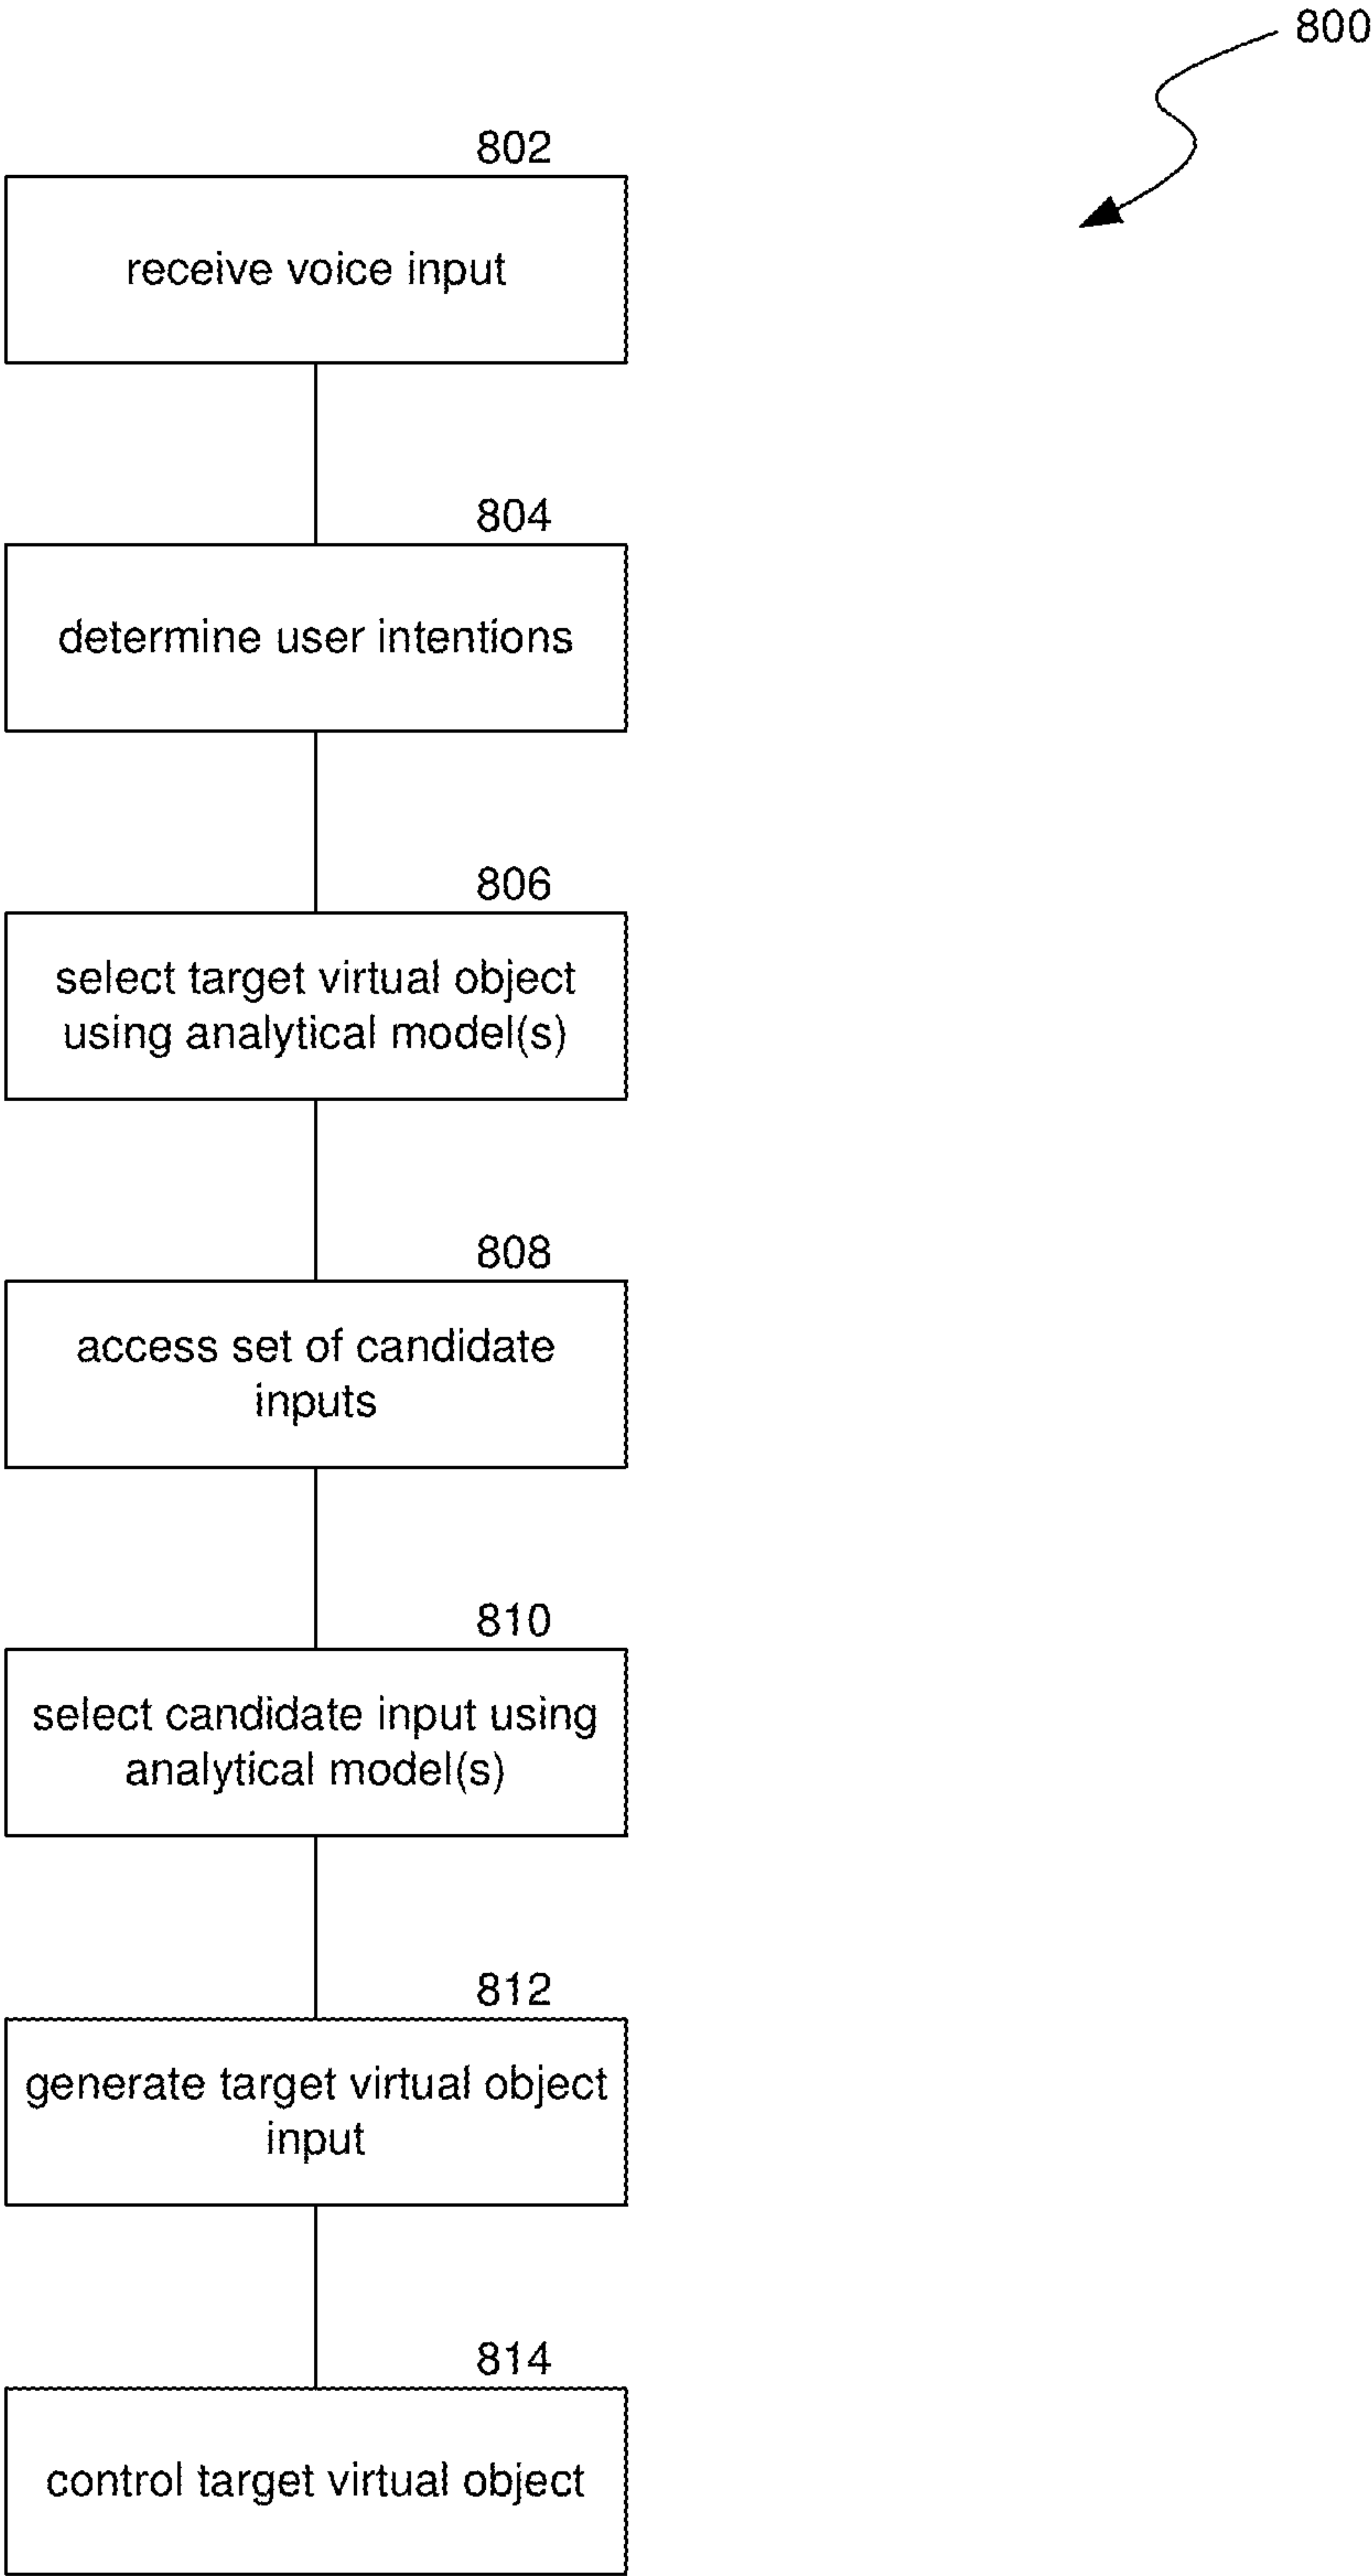 800
802
receive voice input
804
determine user intentions
806
select target virtual object
using analytical model(s)
808
access set of candidate
inputs
810
select candidate input using
analytical model(s)
812
generate target virtual object
input
814
control target virtual object